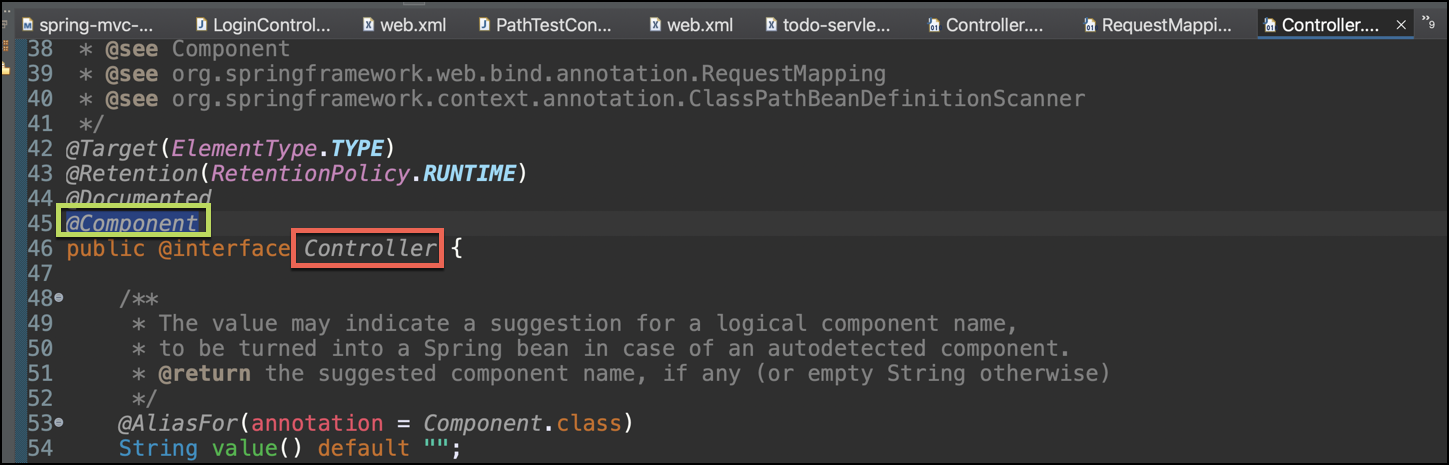 spring-mvc-... LoginControl... web.xml PathTestCon... web.xml todo-servle... Controller.... RequestMappi... Controller.... 9
38 * @see Component
39 * @see org.springframework.web.bind.annotation.RequestMapping
40 * @see org.springframework.context.annotation.ClassPathBeanDefinitionScanner
41 */
42 @Target(ElementType.TYPE)
43 @Retention(RetentionPolicy.RUNTIME)
44 @Documented
45 @Component
46 public @interface Controller {
47
48 /**
49 * The value may indicate a suggestion for a logical component name,
50 * to be turned into a Spring bean in case of an autodetected component.
51 * @return the suggested component name, if any (or empty String otherwise)
52 */
53 @AliasFor(annotation = Component.class)
54 String value() default "";